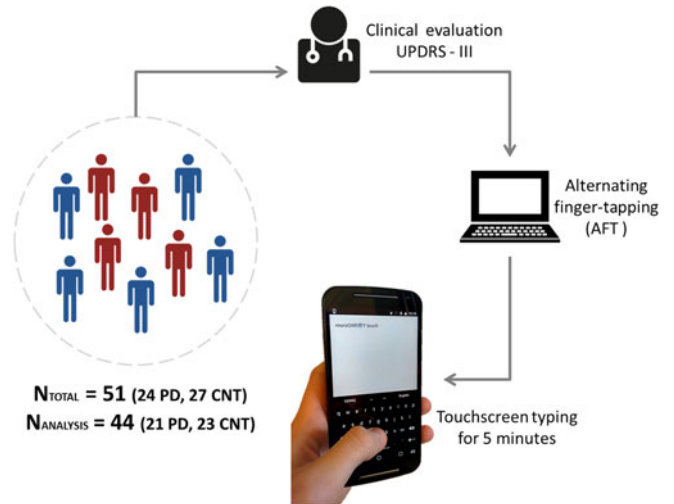 Clinical evaluation
UPDRS - III
Alternating
finger-tapping
(AFT )
NTOTAL = 51 (24 PD, 27 CNT)
NANALYSIS = 44 (21 PD, 23 CNT)
Touchscreen typing
for 5 minutes